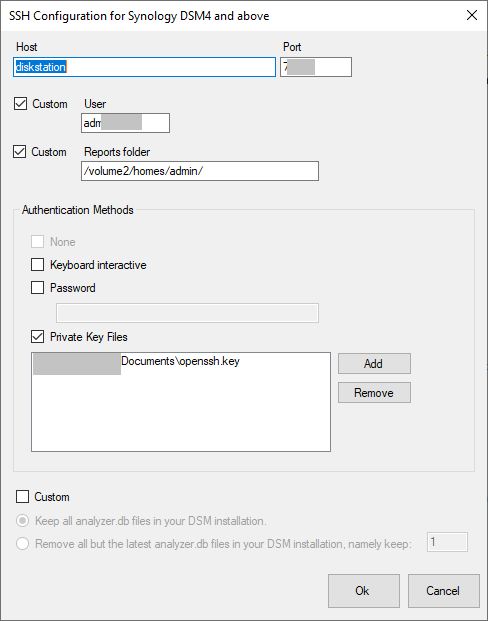 SSH Configuration for Synology DSM4 and above
Host Port
diskstation 7
Custom User
adm
Custom Reports folder
/volume2/homes/admin/
Authentication Methods
None
Keyboard interactive
Password
Private Key Files
Documents\openssh.key Add
Remove
Custom
Keep all analyzer.db files in your DSM installation.
Remove all but the latest analyzer.db files in your DSM installation, namely keep: 1
Ok Cancel